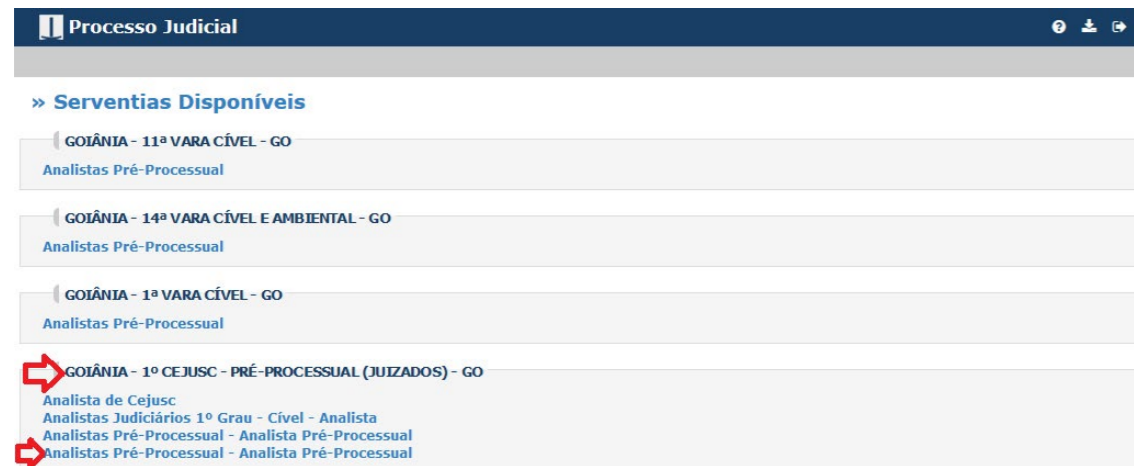 Processo Judicial
» Serventias Disponíveis
GOIÂNIA - 11ª VARA CÍVEL - GO
Analistas Pré-Processual
GOIÂNIA - 14ª VARA CÍVEL E AMBIENTAL - GO
Analistas Pré-Processual
GOIÂNIA - 1ª VARA CÍVEL - GO
Analistas Pré-Processual
GOIÂNIA - 1º CEJUSC - PRÉ-PROCESSUAL (JUIZADOS) - GO
Analista de Cejusc
Analistas Judiciários 1º Grau - Cível - Analista
Analistas Pré-Processual - Analista Pré-Processual
Analistas Pré-Processual - Analista Pré-Processual